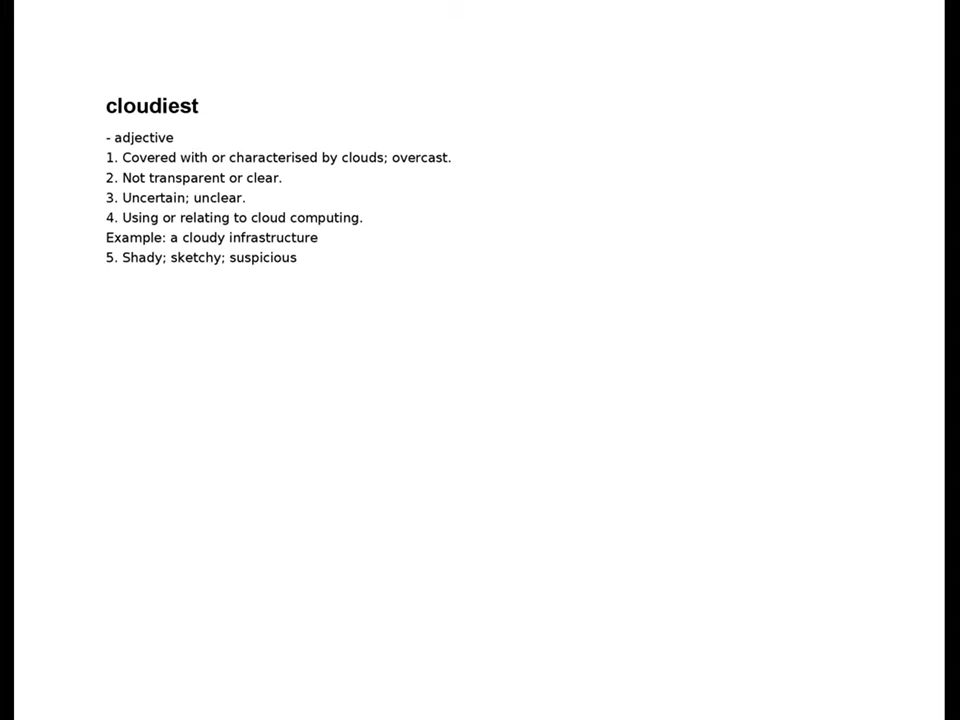 cloudiest
- adjective
1. Covered with or characterised by clouds; overcast.
2. Not transparent or clear.
3. Uncertain; unclear.
4. Using or relating to cloud computing.
Example: a cloudy infrastructure
5. Shady; sketchy; suspicious